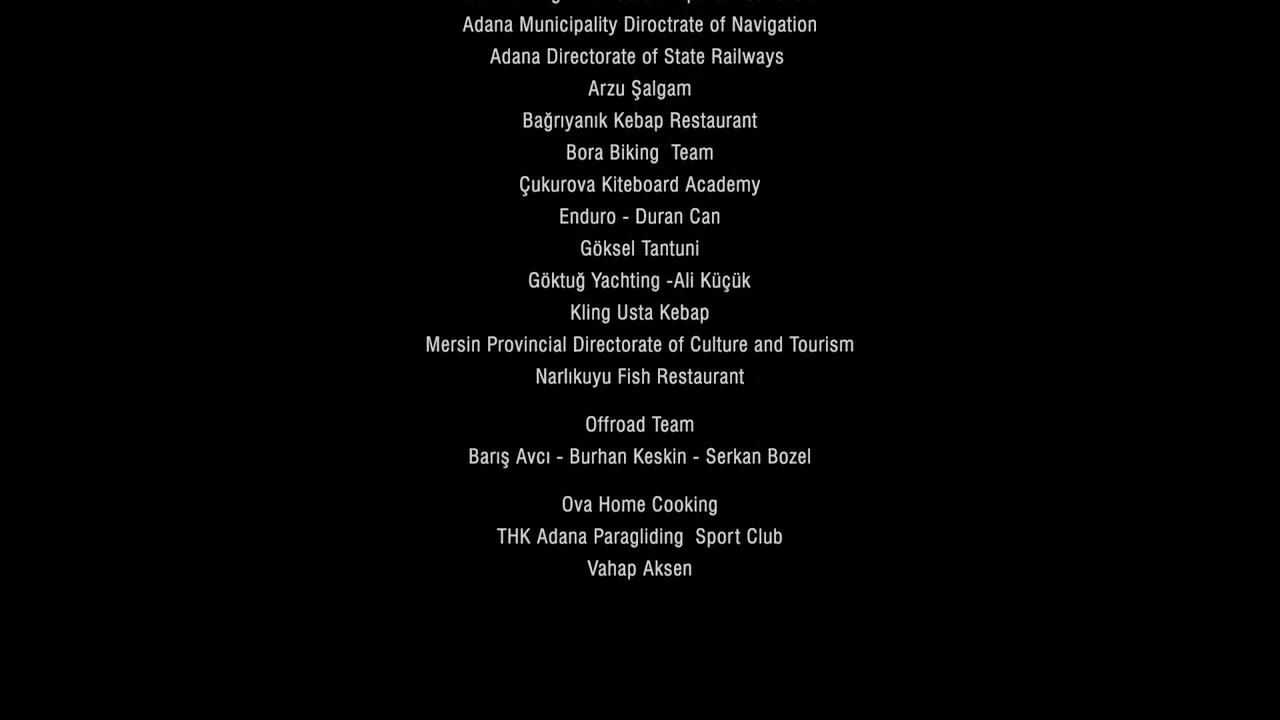 Adana Municipality Diroctrate of Navigation
Adana Directorate of State Railways
Arzu Şalgam
Bağrıyanık Kebap Restaurant
Bora Biking  Team
Çukurova Kiteboard Academy
Enduro - Duran Can
Göksel Tantuni
Göktuğ Yachting -Ali Küçük
Kling Usta Kebap
Mersin Provincial Directorate of Culture and Tourism
Narlıkuyu Fish Restaurant
Offroad Team
Barış Avcı - Burhan Keskin - Serkan Bozel
Ova Home Cooking
THK Adana Paragliding  Sport Club
Vahap Aksen